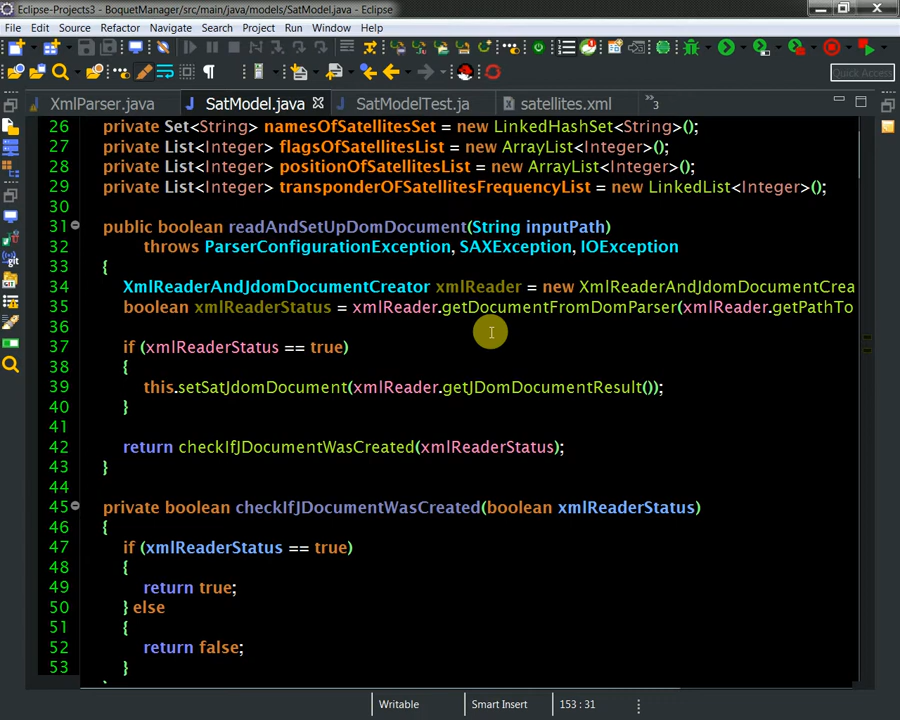 Eclipse-Projects3 - BoquetManager/src/main/java/models/SatModel.java - Eclipse
File Edit Source Refactor Navigate Search Project Run Window Help
Quick Access
XmlParser.java SatModel.java SatModelTest.java satellites.xml »3
26 private Set<String> namesOfSatellitesSet = new LinkedHashSet<String>();
27 private List<Integer> flagsOfSatellitesList = new ArrayList<Integer>();
28 private List<Integer> positionOfSatellitesList = new ArrayList<Integer>();
29 private List<Integer> transponderOFSatellitesFrequencyList = new LinkedList<Integer>();
30
31 public boolean readAndSetUpDomDocument(String inputPath)
32 throws ParserConfigurationException, SAXException, IOException
33 {
34 XmlReaderAndJdomDocumentCreator xmlReader = new XmlReaderAndJdomDocumentCrea
35 boolean xmlReaderStatus = xmlReader.getDocumentFromDomParser(xmlReader.getPathTo
36
37 if (xmlReaderStatus == true)
38 {
39 this.setSatJdomDocument(xmlReader.getJDomDocumentResult());
40 }
41
42 return checkIfJDocumentWasCreated(xmlReaderStatus);
43 }
44
45 private boolean checkIfJDocumentWasCreated(boolean xmlReaderStatus)
46 {
47 if (xmlReaderStatus == true)
48 {
49 return true;
50 } else
51 {
52 return false;
53 }
Writable Smart Insert 153 : 31